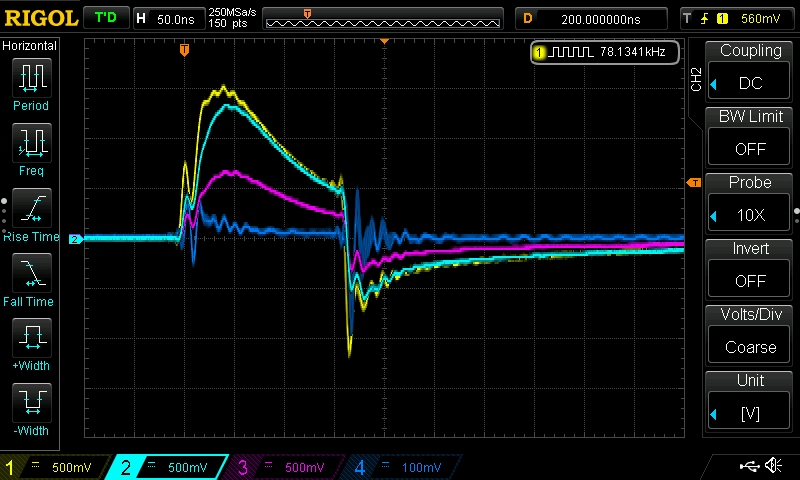 RIGOL T'D H 50.0ns 250MSa/s 150 pts D 200.000000ns T 1 560mV
Horizontal
Period
Freq
Rise Time
Fall Time
+Width
-Width
T
1 78.1341kHz
2
T
CH2
Coupling
DC
BW Limit
OFF
Probe
10X
Invert
OFF
Volts/Div
Coarse
Unit
[V]
1 500mV 2 500mV 3 500mV 4 100mV